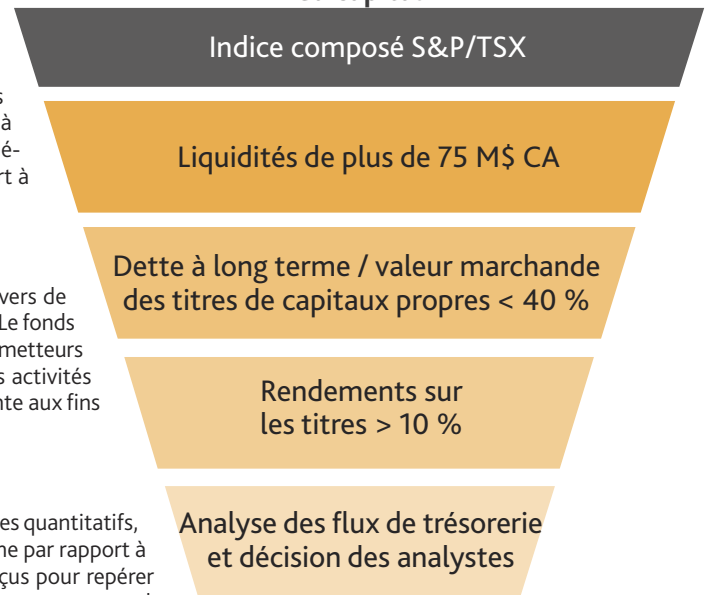 Indice composé S&P/TSX
à
é-
rt à
Liquidités de plus de 75 M$ CA
Dette à long terme / valeur marchande
des titres de capitaux propres < 40 %
vers de
Le fonds
metteurs
s activités
nte aux fins
Rendements sur
les titres > 10 %
es quantitatifs,
ne par rapport à
çus pour repérer
Analyse des flux de trésorerie
et décision des analystes